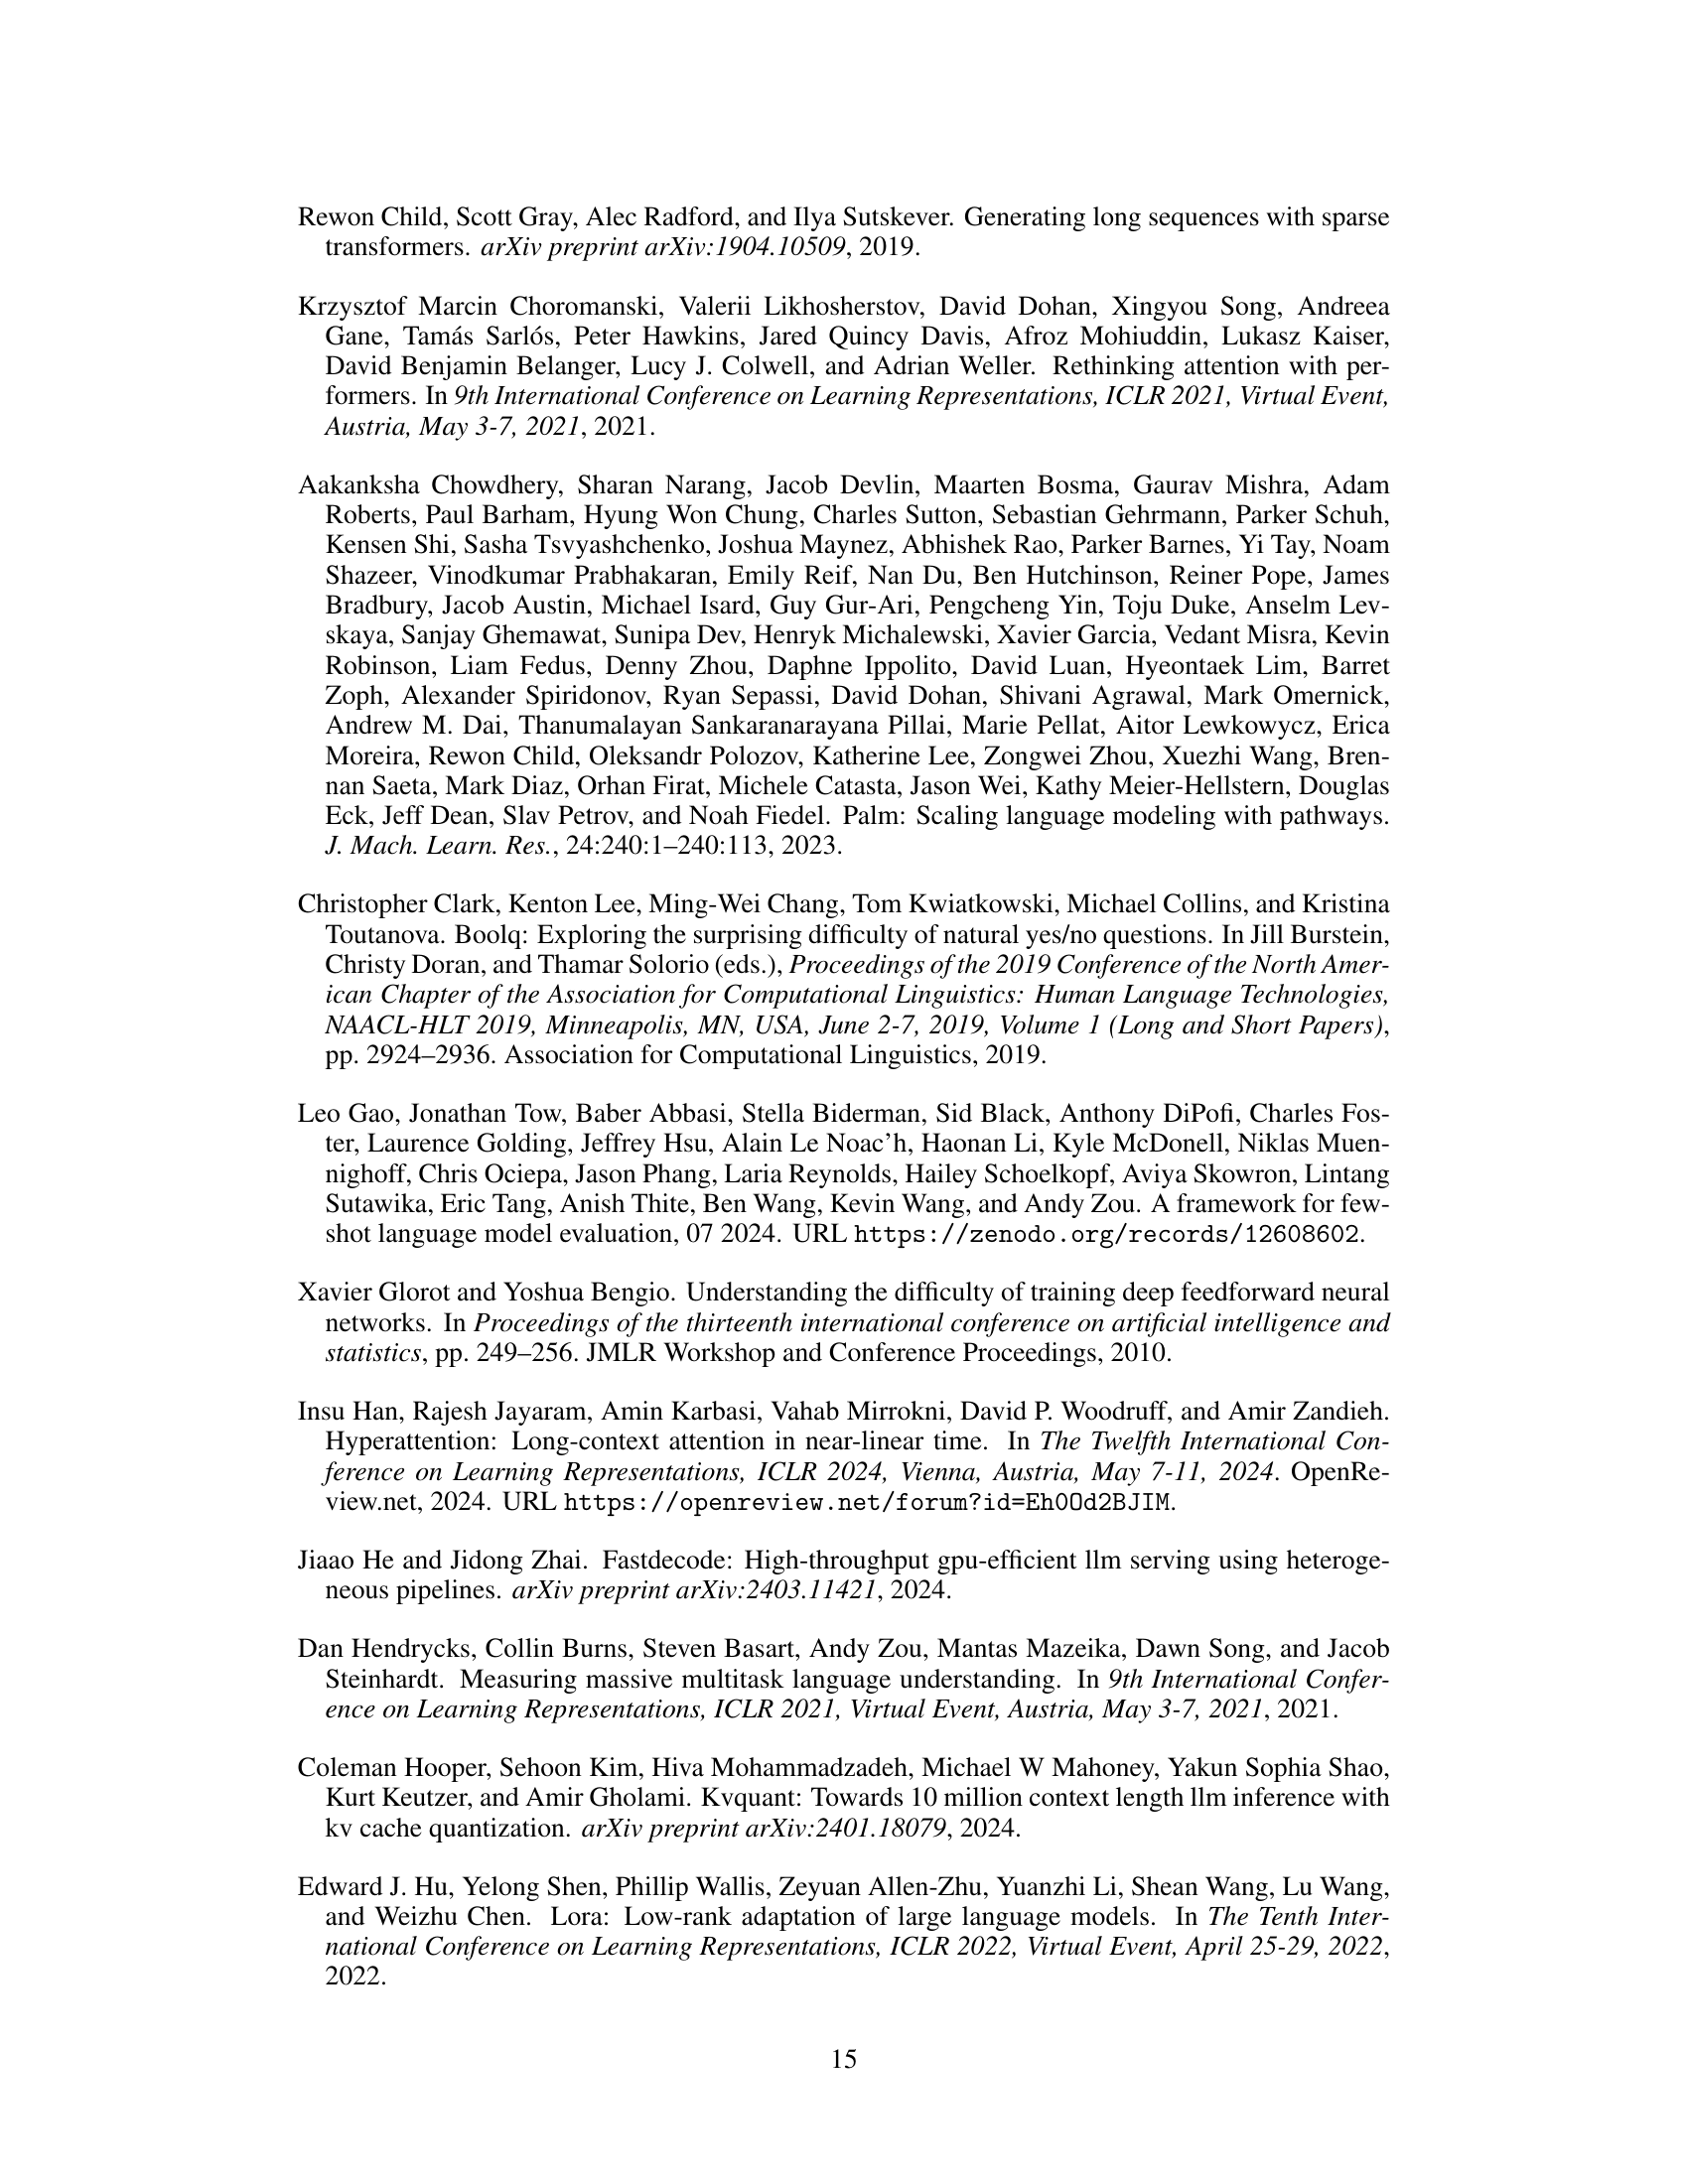 Rewon Child, Scott Gray, Alec Radford, and Ilya Sutskever. Generating long sequences with sparse
transformers. arXiv preprint arXiv:1904.10509, 2019.
Krzysztof Marcin Choromanski, Valerii Likhosherstov, David Dohan, Xingyou Song, Andreea
Gane, Tamás Sarlós, Peter Hawkins, Jared Quincy Davis, Afroz Mohiuddin, Lukasz Kaiser,
David Benjamin Belanger, Lucy J. Colwell, and Adrian Weller. Rethinking attention with per-
formers. In 9th International Conference on Learning Representations, ICLR 2021, Virtual Event,
Austria, May 3-7, 2021, 2021.
Aakanksha Chowdhery, Sharan Narang, Jacob Devlin, Maarten Bosma, Gaurav Mishra, Adam
Roberts, Paul Barham, Hyung Won Chung, Charles Sutton, Sebastian Gehrmann, Parker Schuh,
Kensen Shi, Sasha Tsvyashchenko, Joshua Maynez, Abhishek Rao, Parker Barnes, Yi Tay, Noam
Shazeer, Vinodkumar Prabhakaran, Emily Reif, Nan Du, Ben Hutchinson, Reiner Pope, James
Bradbury, Jacob Austin, Michael Isard, Guy Gur-Ari, Pengcheng Yin, Toju Duke, Anselm Lev-
skaya, Sanjay Ghemawat, Sunipa Dev, Henryk Michalewski, Xavier Garcia, Vedant Misra, Kevin
Robinson, Liam Fedus, Denny Zhou, Daphne Ippolito, David Luan, Hyeontaek Lim, Barret
Zoph, Alexander Spiridonov, Ryan Sepassi, David Dohan, Shivani Agrawal, Mark Omernick,
Andrew M. Dai, Thanumalayan Sankaranarayana Pillai, Marie Pellat, Aitor Lewkowycz, Erica
Moreira, Rewon Child, Oleksandr Polozov, Katherine Lee, Zongwei Zhou, Xuezhi Wang, Bren-
nan Saeta, Mark Diaz, Orhan Firat, Michele Catasta, Jason Wei, Kathy Meier-Hellstern, Douglas
Eck, Jeff Dean, Slav Petrov, and Noah Fiedel. Palm: Scaling language modeling with pathways.
J. Mach. Learn. Res., 24:240:1–240:113, 2023.
Christopher Clark, Kenton Lee, Ming-Wei Chang, Tom Kwiatkowski, Michael Collins, and Kristina
Toutanova. Boolq: Exploring the surprising difficulty of natural yes/no questions. In Jill Burstein,
Christy Doran, and Thamar Solorio (eds.), Proceedings of the 2019 Conference of the North Amer-
ican Chapter of the Association for Computational Linguistics: Human Language Technologies,
NAACL-HLT 2019, Minneapolis, MN, USA, June 2-7, 2019, Volume 1 (Long and Short Papers),
pp. 2924–2936. Association for Computational Linguistics, 2019.
Leo Gao, Jonathan Tow, Baber Abbasi, Stella Biderman, Sid Black, Anthony DiPofi, Charles Fos-
ter, Laurence Golding, Jeffrey Hsu, Alain Le Noac'h, Haonan Li, Kyle McDonell, Niklas Muen-
nighoff, Chris Ociepa, Jason Phang, Laria Reynolds, Hailey Schoelkopf, Aviya Skowron, Lintang
Sutawika, Eric Tang, Anish Thite, Ben Wang, Kevin Wang, and Andy Zou. A framework for few-
shot language model evaluation, 07 2024. URL https://zenodo.org/records/12608602.
Xavier Glorot and Yoshua Bengio. Understanding the difficulty of training deep feedforward neural
networks. In Proceedings of the thirteenth international conference on artificial intelligence and
statistics, pp. 249–256. JMLR Workshop and Conference Proceedings, 2010.
Insu Han, Rajesh Jayaram, Amin Karbasi, Vahab Mirrokni, David P. Woodruff, and Amir Zandieh.
Hyperattention: Long-context attention in near-linear time. In The Twelfth International Con-
ference on Learning Representations, ICLR 2024, Vienna, Austria, May 7-11, 2024. OpenRe-
view.net, 2024. URL https://openreview.net/forum?id=Eh0Od2BJIM.
Jiaao He and Jidong Zhai. Fastdecode: High-throughput gpu-efficient llm serving using heteroge-
neous pipelines. arXiv preprint arXiv:2403.11421, 2024.
Dan Hendrycks, Collin Burns, Steven Basart, Andy Zou, Mantas Mazeika, Dawn Song, and Jacob
Steinhardt. Measuring massive multitask language understanding. In 9th International Confer-
ence on Learning Representations, ICLR 2021, Virtual Event, Austria, May 3-7, 2021, 2021.
Coleman Hooper, Sehoon Kim, Hiva Mohammadzadeh, Michael W Mahoney, Yakun Sophia Shao,
Kurt Keutzer, and Amir Gholami. Kvquant: Towards 10 million context length llm inference with
kv cache quantization. arXiv preprint arXiv:2401.18079, 2024.
Edward J. Hu, Yelong Shen, Phillip Wallis, Zeyuan Allen-Zhu, Yuanzhi Li, Shean Wang, Lu Wang,
and Weizhu Chen. Lora: Low-rank adaptation of large language models. In The Tenth Inter-
national Conference on Learning Representations, ICLR 2022, Virtual Event, April 25-29, 2022,
2022.
15